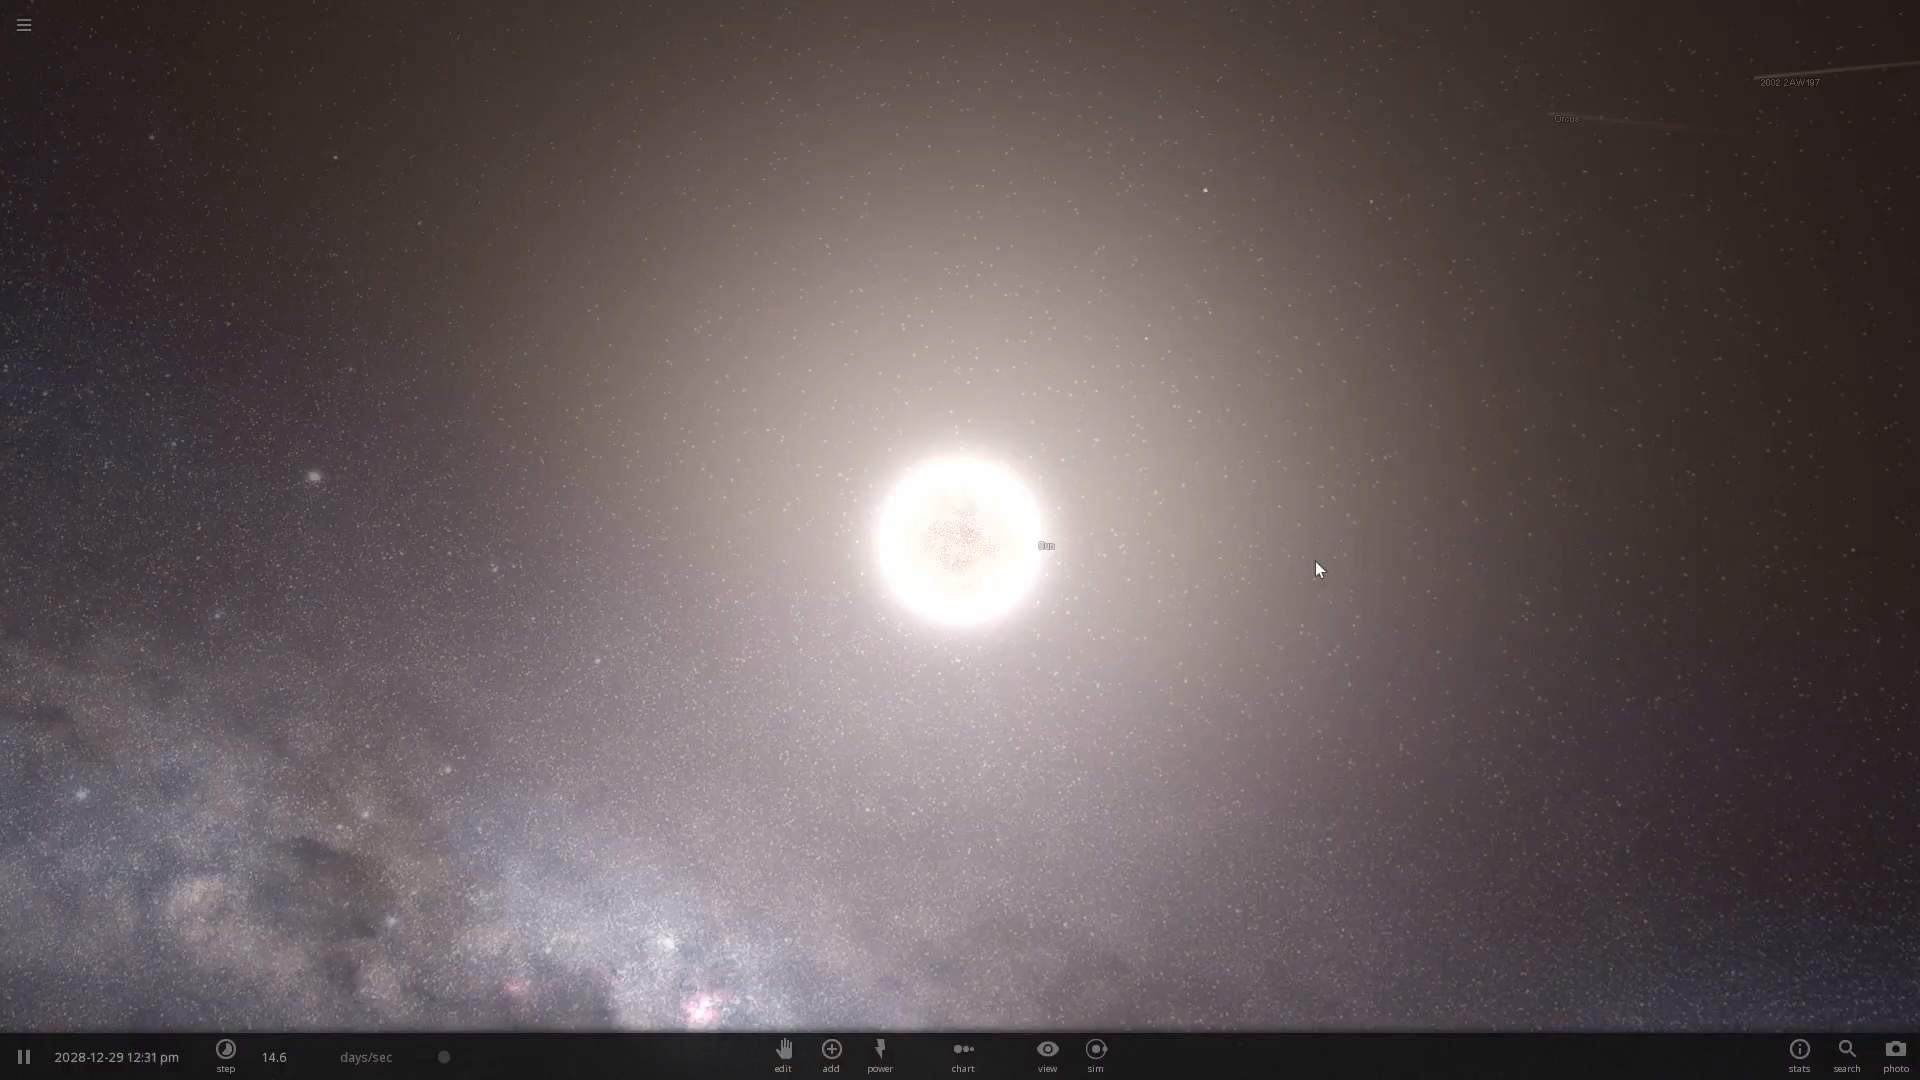 2002 2AW197
Orcus
Sun
2028-12-29 12:31 pm
step
14.6
days/sec
edit
add
power
chart
view
sim
stats
search
photo